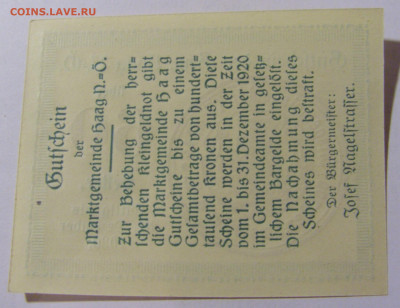 COINS.LAVE.RU
Gutschein
der
Marktgemeinde Haag N.=Ö.
Zur Behebung der herr=
schenden Kleingeldnot gibt
die Marktgemeinde Haag
Gutscheine bis zu einem
Gesamtbetrage von hundert=
tausend Kronen aus. Diese
Scheine werden in der Zeit
vom 1. bis 31. Dezember 1920
im Gemeindeamte in gesetz=
lichem Bargelde eingelöst.
Die Nachahmung dieses
Scheines wird bestraft.
Der Bürgermeister:
Josef Nagelstrasser.